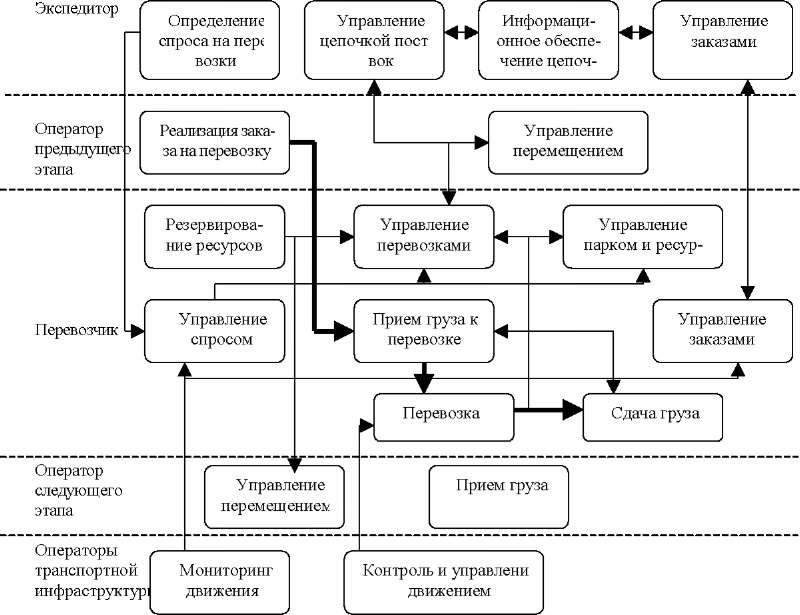 Экспедитор
Определение
спроса на пере
возки
Управление
цепочкой пост
вок
Информаци-
онное обеспе-
чение цепоч-
Управление
заказами
Оператор
предыдущего
этапа
Реализация зака-
за на перевозку
Управление
перемещением
Резервирова-
ние ресурсов
Управление
перевозками
Управление
парком и ресур-
Перевозчик
Управление
спросом
Прием груза к
перевозке
Управление
заказами
Перевозка
Сдача груза
Оператор
следующего
этапа
Управление
перемещением
Прием груза
Операторы
транспортной
инфраструктуры
Мониторинг
движения
Контроль и управлени
движением